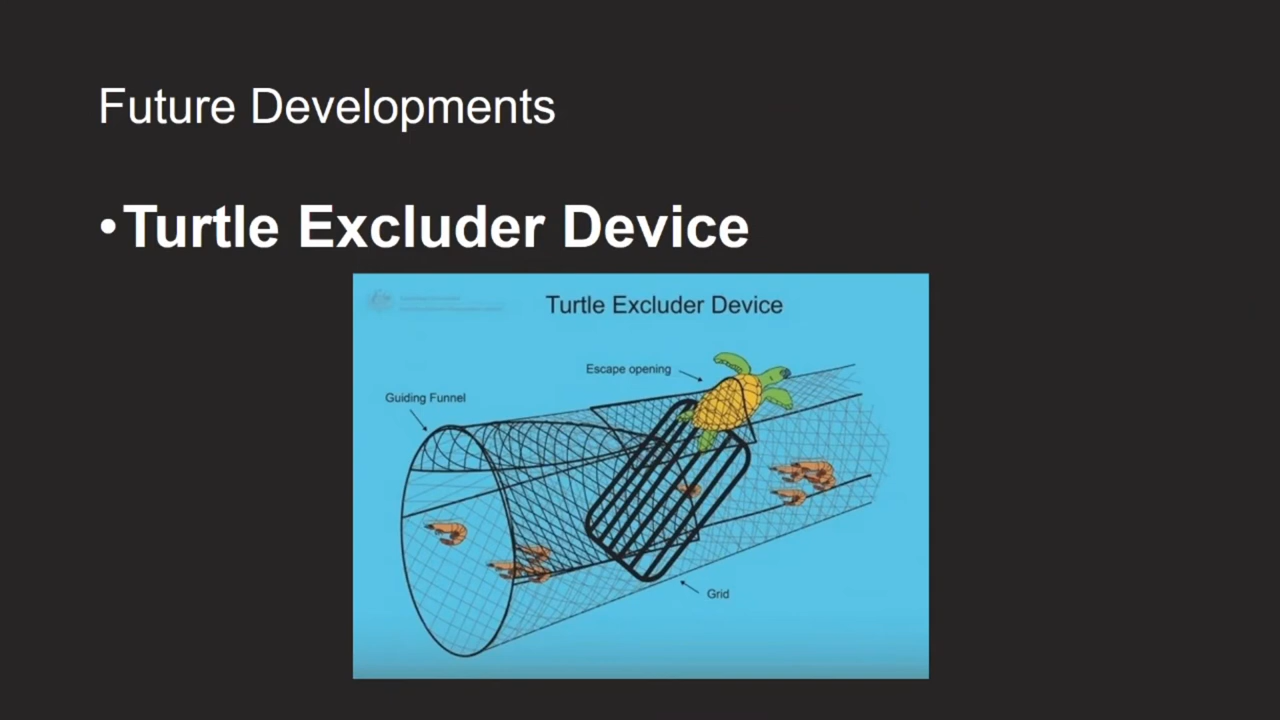 Future Developments
•Turtle Excluder Device
Turtle Excluder Device
Escape opening
Guiding Funnel
Grid